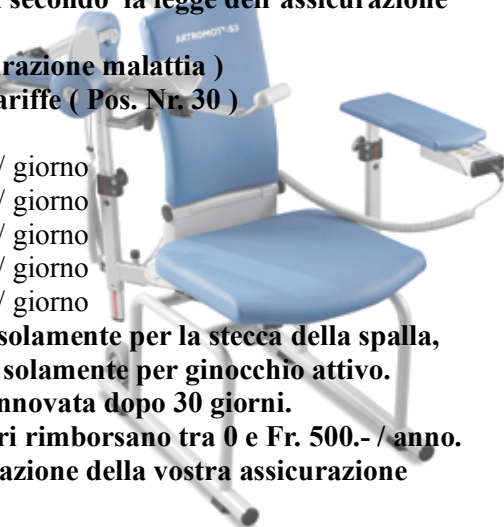 secondo la legge dell'assicurazione
ARTROMOT®-S3
urazione malattia )
ariffe ( Pos. Nr. 30 )
/ giorno
/ giorno
/ giorno
/ giorno
/ giorno
solamente per la stecca della spalla,
solamente per ginocchio attivo.
nnovata dopo 30 giorni.
ri rimborsano tra 0 e Fr. 500.- / anno.
azione della vostra assicurazione